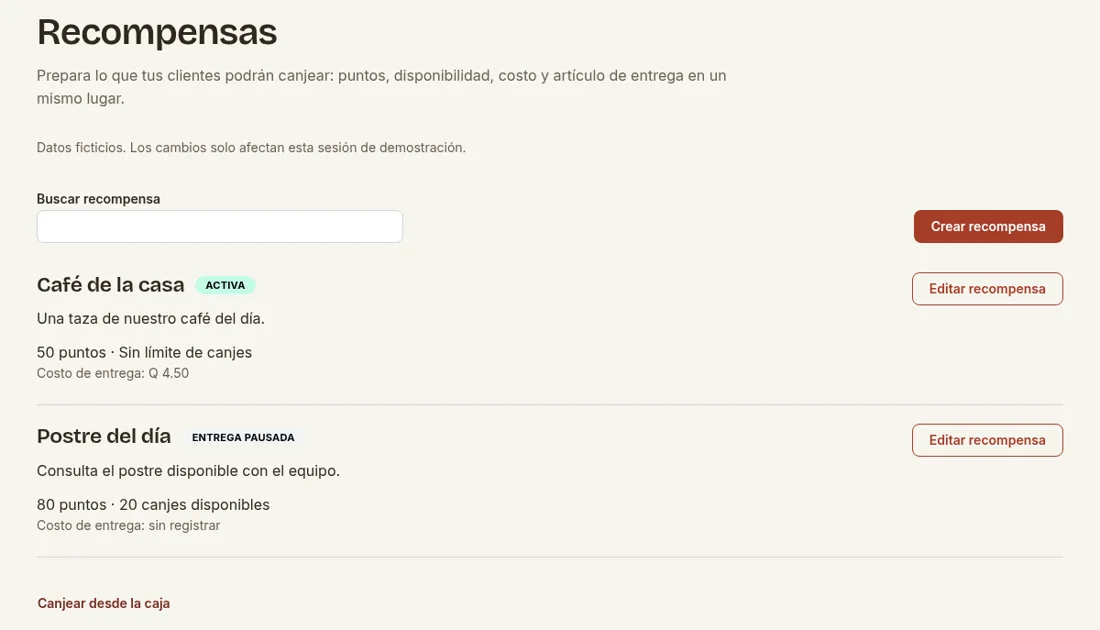 Recompensas
Prepara lo que tus clientes podrán canjear: puntos, disponibilidad, costo y artículo de entrega en un
mismo lugar.
Datos ficticios. Los cambios solo afectan esta sesión de demostración.
Buscar recompensa
Crear recompensa
Café de la casa ACTIVA
Editar recompensa
Una taza de nuestro café del día.
50 puntos · Sin límite de canjes
Costo de entrega: Q 4.50
Postre del día ENTREGA PAUSADA
Editar recompensa
Consulta el postre disponible con el equipo.
80 puntos · 20 canjes disponibles
Costo de entrega: sin registrar
Canjear desde la caja